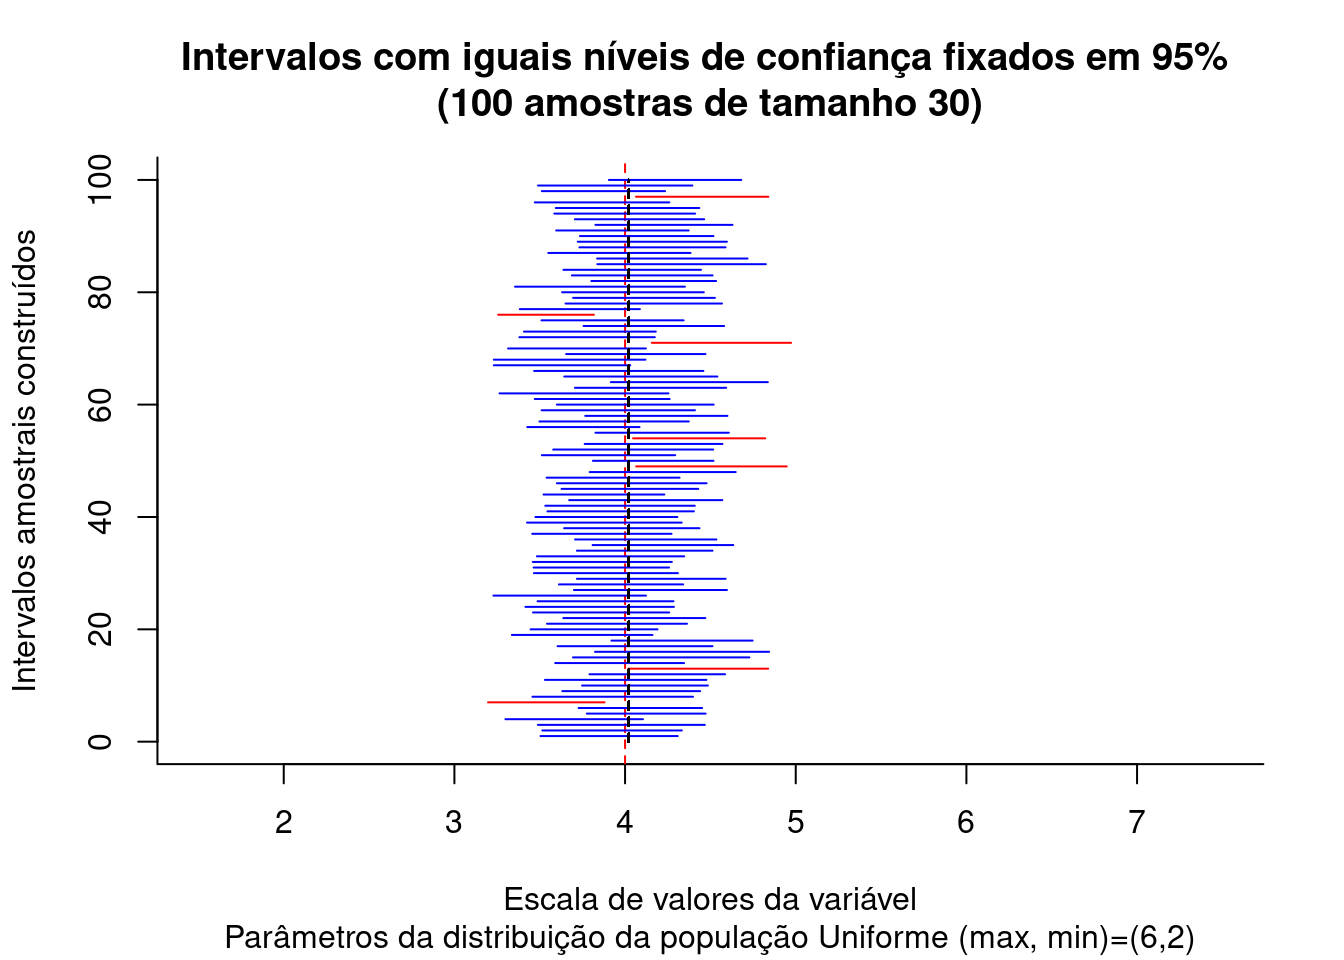 Intervalos com iguais níveis de confiança fixados em 95%
(100 amostras de tamanho 30)
Intervalos amostrais construídos
100
80
60
40
20
0
2 3 4 5 6 7
Escala de valores da variável
Parâmetros da distribuição da população Uniforme (max, min)=(6,2)